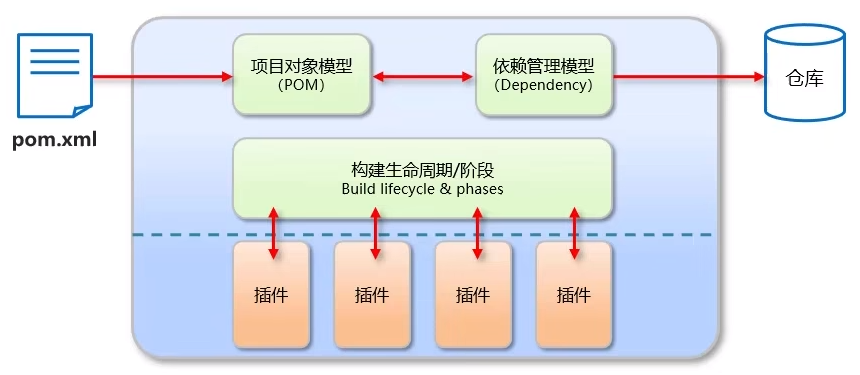 pom.xml
项目对象模型
(POM)
依赖管理模型
(Dependency)
仓库
构建生命周期/阶段
Build lifecycle & phases
插件
插件
插件
插件